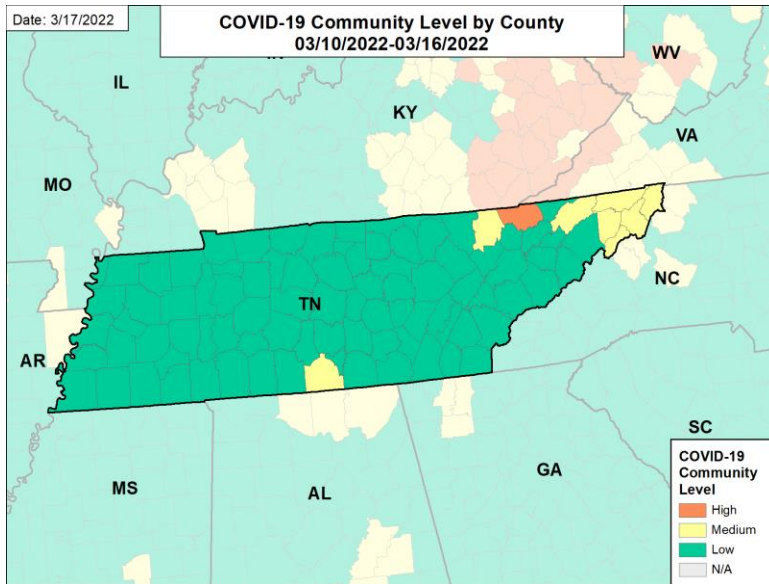 Date: 3/17/2022
COVID-19 Community Level by County
03/10/2022-03/16/2022
WV
IL
KY
VA
MO
TN
NC
AR
SC
MS
AL
GA
COVID-19
Community
Level
High
Medium
Low
N/A